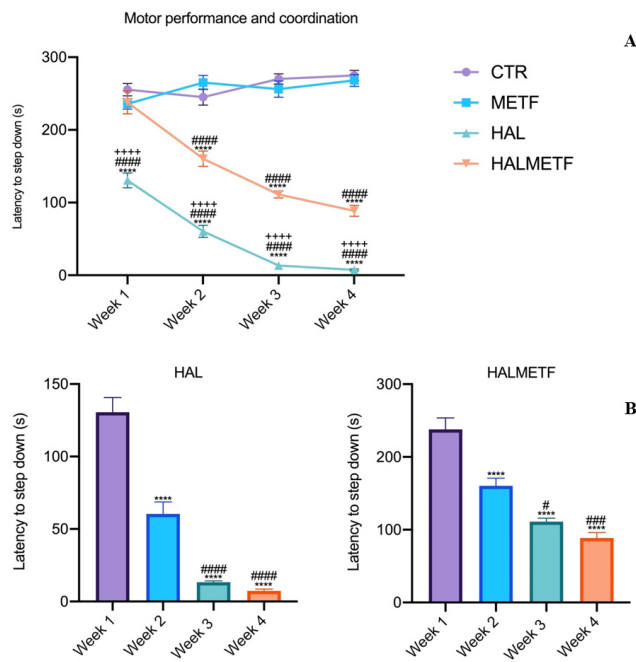 Motor performance and coordination
A
300
200
100
0
Latency to step down (s)
++++
####
****
####
****
++++
####
****
####
****
++++
####
****
####
****
++++
####
****
Week 1
Week 2
Week 3
Week 4
CTR
METF
HAL
HALMETF
B
HAL
150
100
50
0
Latency to step down (s)
****
####
****
####
****
Week 1
Week 2
Week 3
Week 4
HALMETF
300
200
100
0
Latency to step down (s)
****
#
****
###
****
Week 1
Week 2
Week 3
Week 4